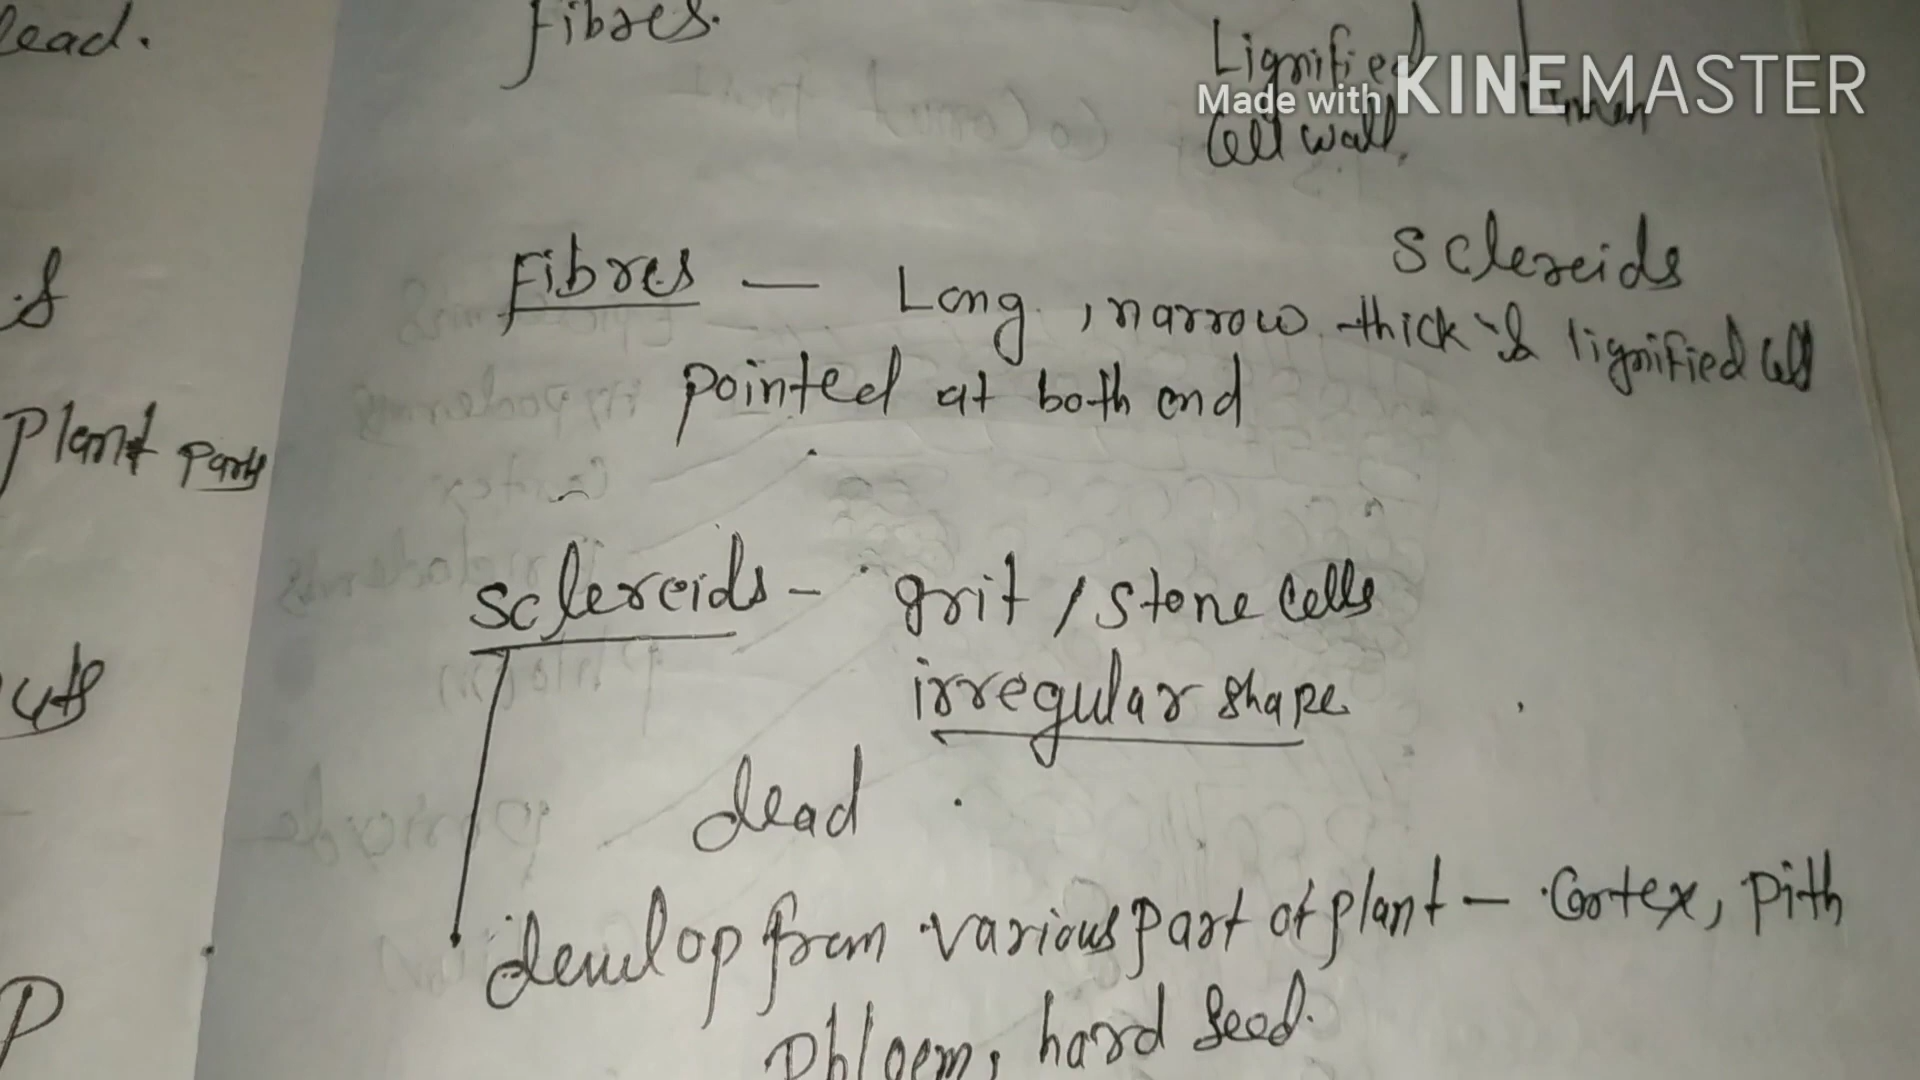 lead.
fibres.
Lignified
lumen
Made with KINEMASTER
Cell wall.
Sclereids
Fibres — Long, narrow thick & lignified cell
pointed at both end
Plant Parts
Sclereids - grit / Stone Cells
irregular shape
dead
develop from various part of plant — Cortex, Pith
Phloem, hard Seed.